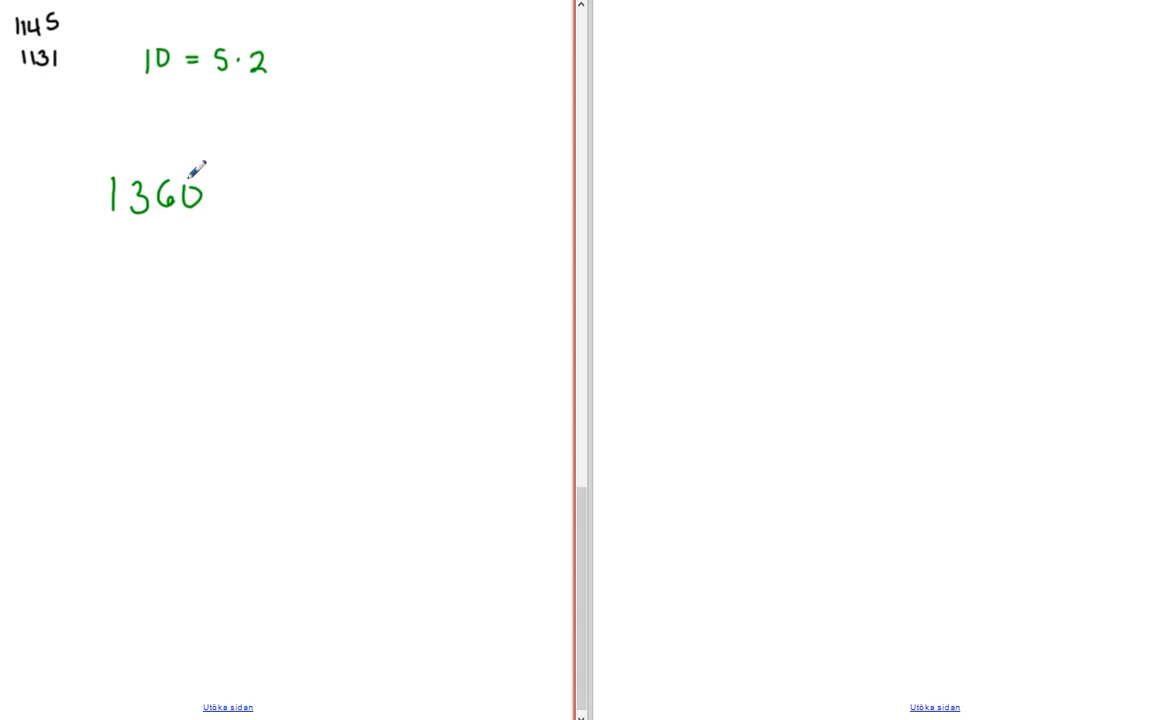 1145
1131
10 = 5 · 2
1360
Utöka sidan
Utöka sidan